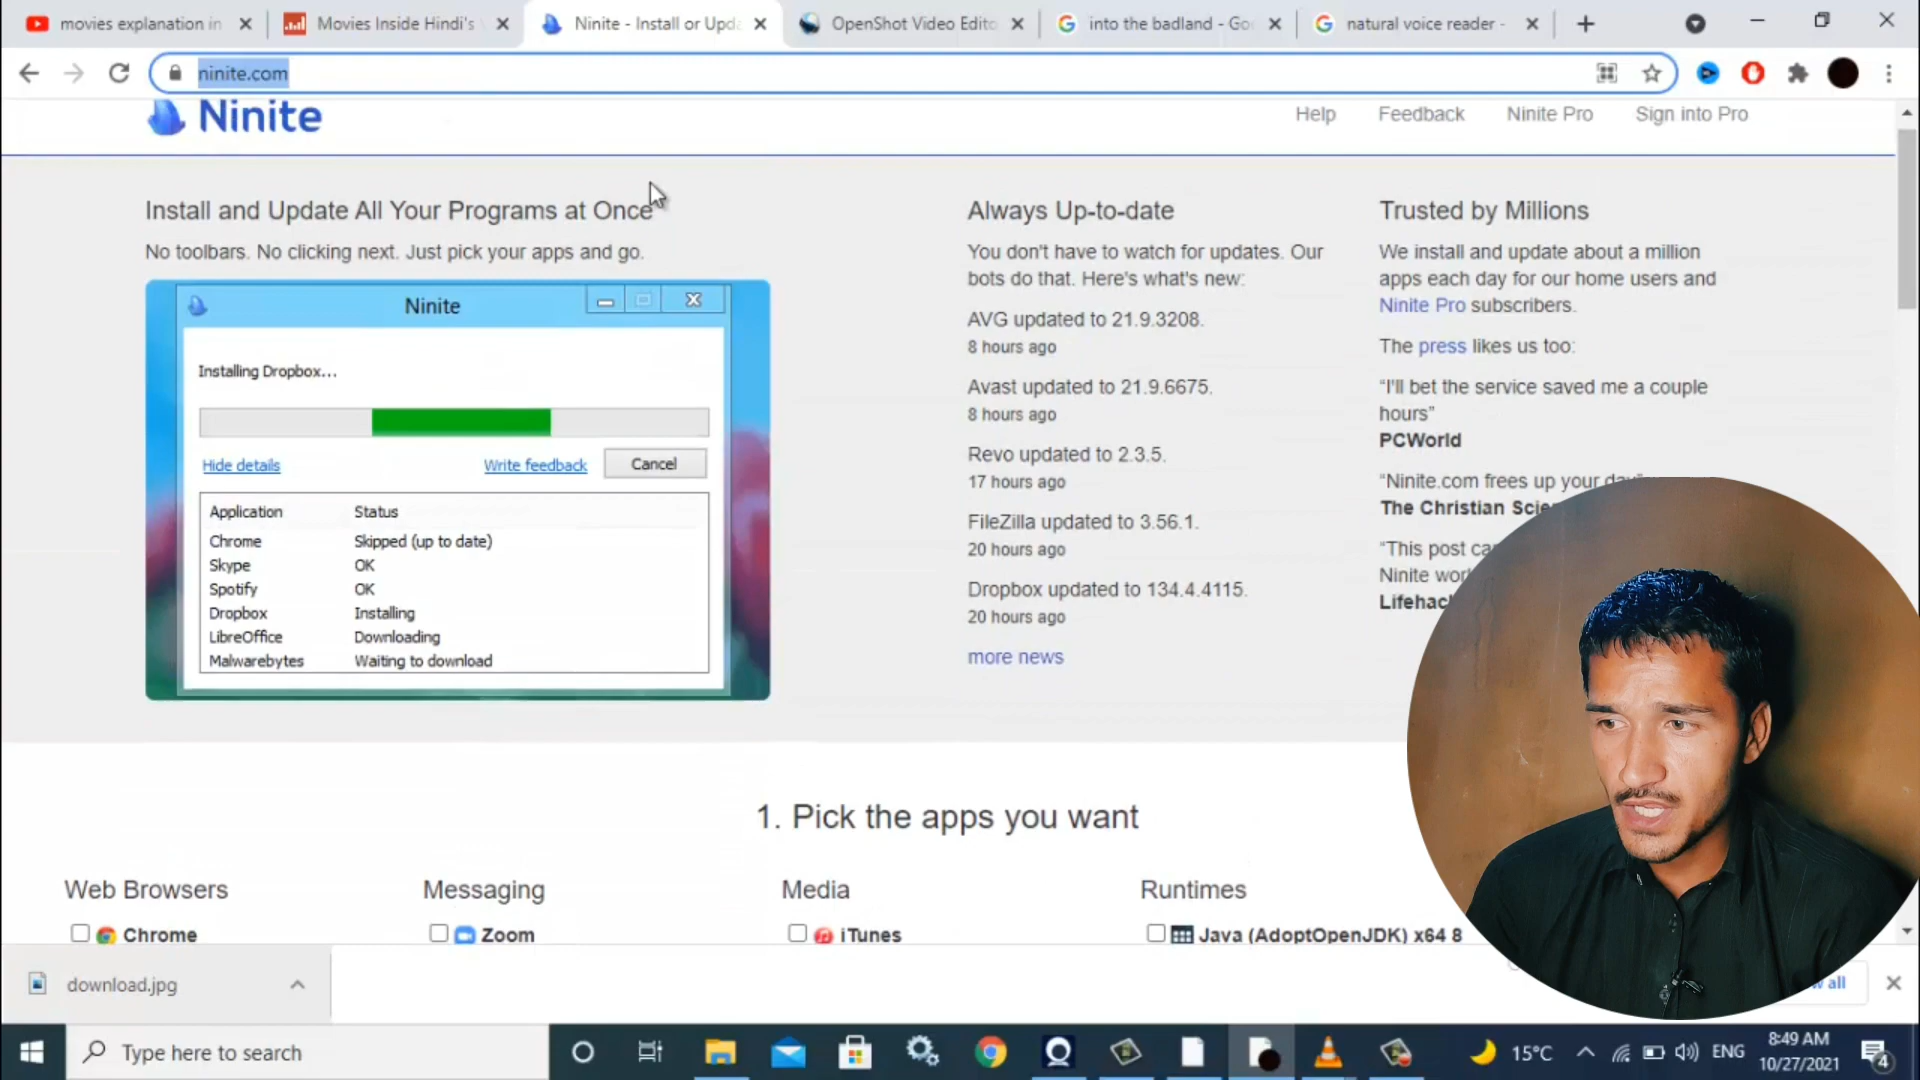 movies explanation in
Movies Inside Hindi's
Ninite - Install or Upda
OpenShot Video Edito
into the badland - Go
natural voice reader -
ninite.com
Ninite
Help
Feedback
Ninite Pro
Sign into Pro
Install and Update All Your Programs at Once
No toolbars. No clicking next. Just pick your apps and go.
Ninite
Installing Dropbox...
Hide details
Write feedback
Cancel
Application Status
Chrome Skipped (up to date)
Skype OK
Spotify OK
Dropbox Installing
LibreOffice Downloading
Malwarebytes Waiting to download
Always Up-to-date
You don't have to watch for updates. Our
bots do that. Here's what's new:
AVG updated to 21.9.3208.
8 hours ago
Avast updated to 21.9.6675.
8 hours ago
Revo updated to 2.3.5.
17 hours ago
FileZilla updated to 3.56.1.
20 hours ago
Dropbox updated to 134.4.4115.
20 hours ago
more news
Trusted by Millions
We install and update about a million
apps each day for our home users and
Ninite Pro subscribers.
The press likes us too:
“I'll bet the service saved me a couple
hours”
PCWorld
“Ninite.com frees up your day”
The Christian Scie
“This post ca
Ninite wor
Lifehac
1. Pick the apps you want
Web Browsers
Messaging
Media
Runtimes
Chrome
Zoom
iTunes
Java (AdoptOpenJDK) x64 8
download.jpg
all
Type here to search
15°C
ENG
8:49 AM
10/27/2021
4